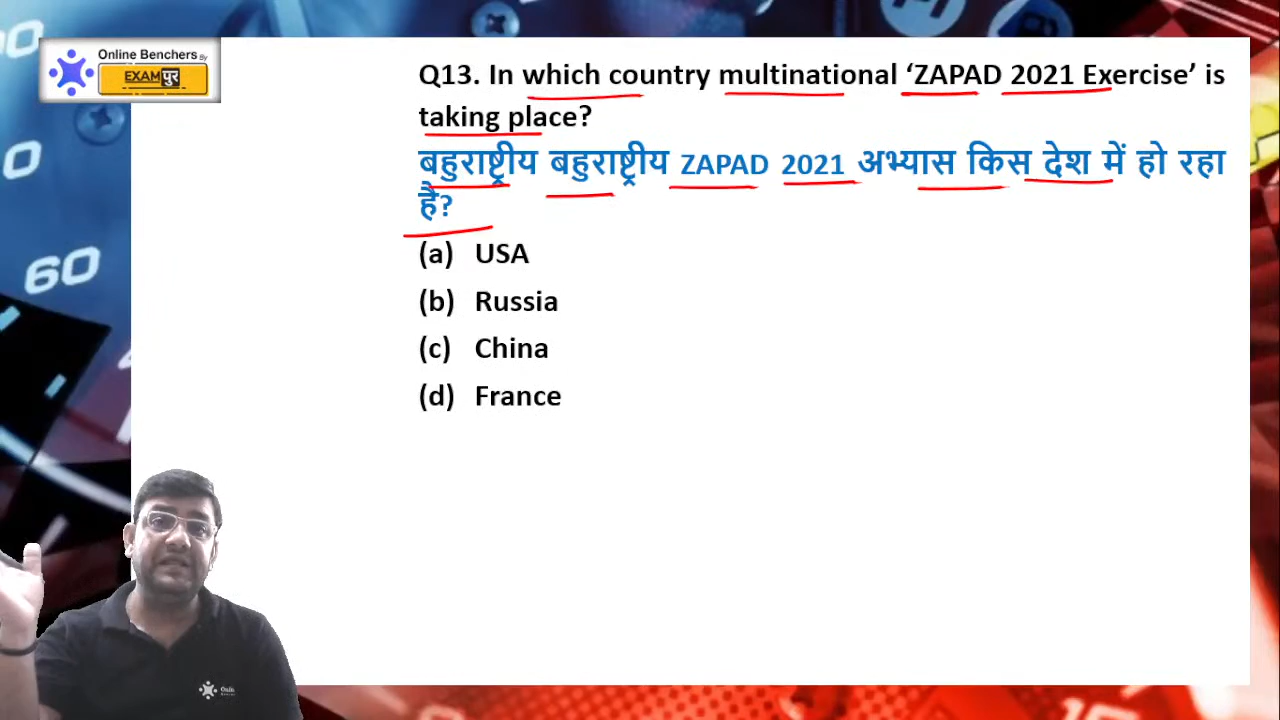 Online Benchers By
EXAMपुर
Q13. In which country multinational ‘ZAPAD 2021 Exercise’ is
taking place?
बहुराष्ट्रीय बहुराष्ट्रीय ZAPAD 2021 अभ्यास किस देश में हो रहा
है?
(a) USA
(b) Russia
(c) China
(d) France
60